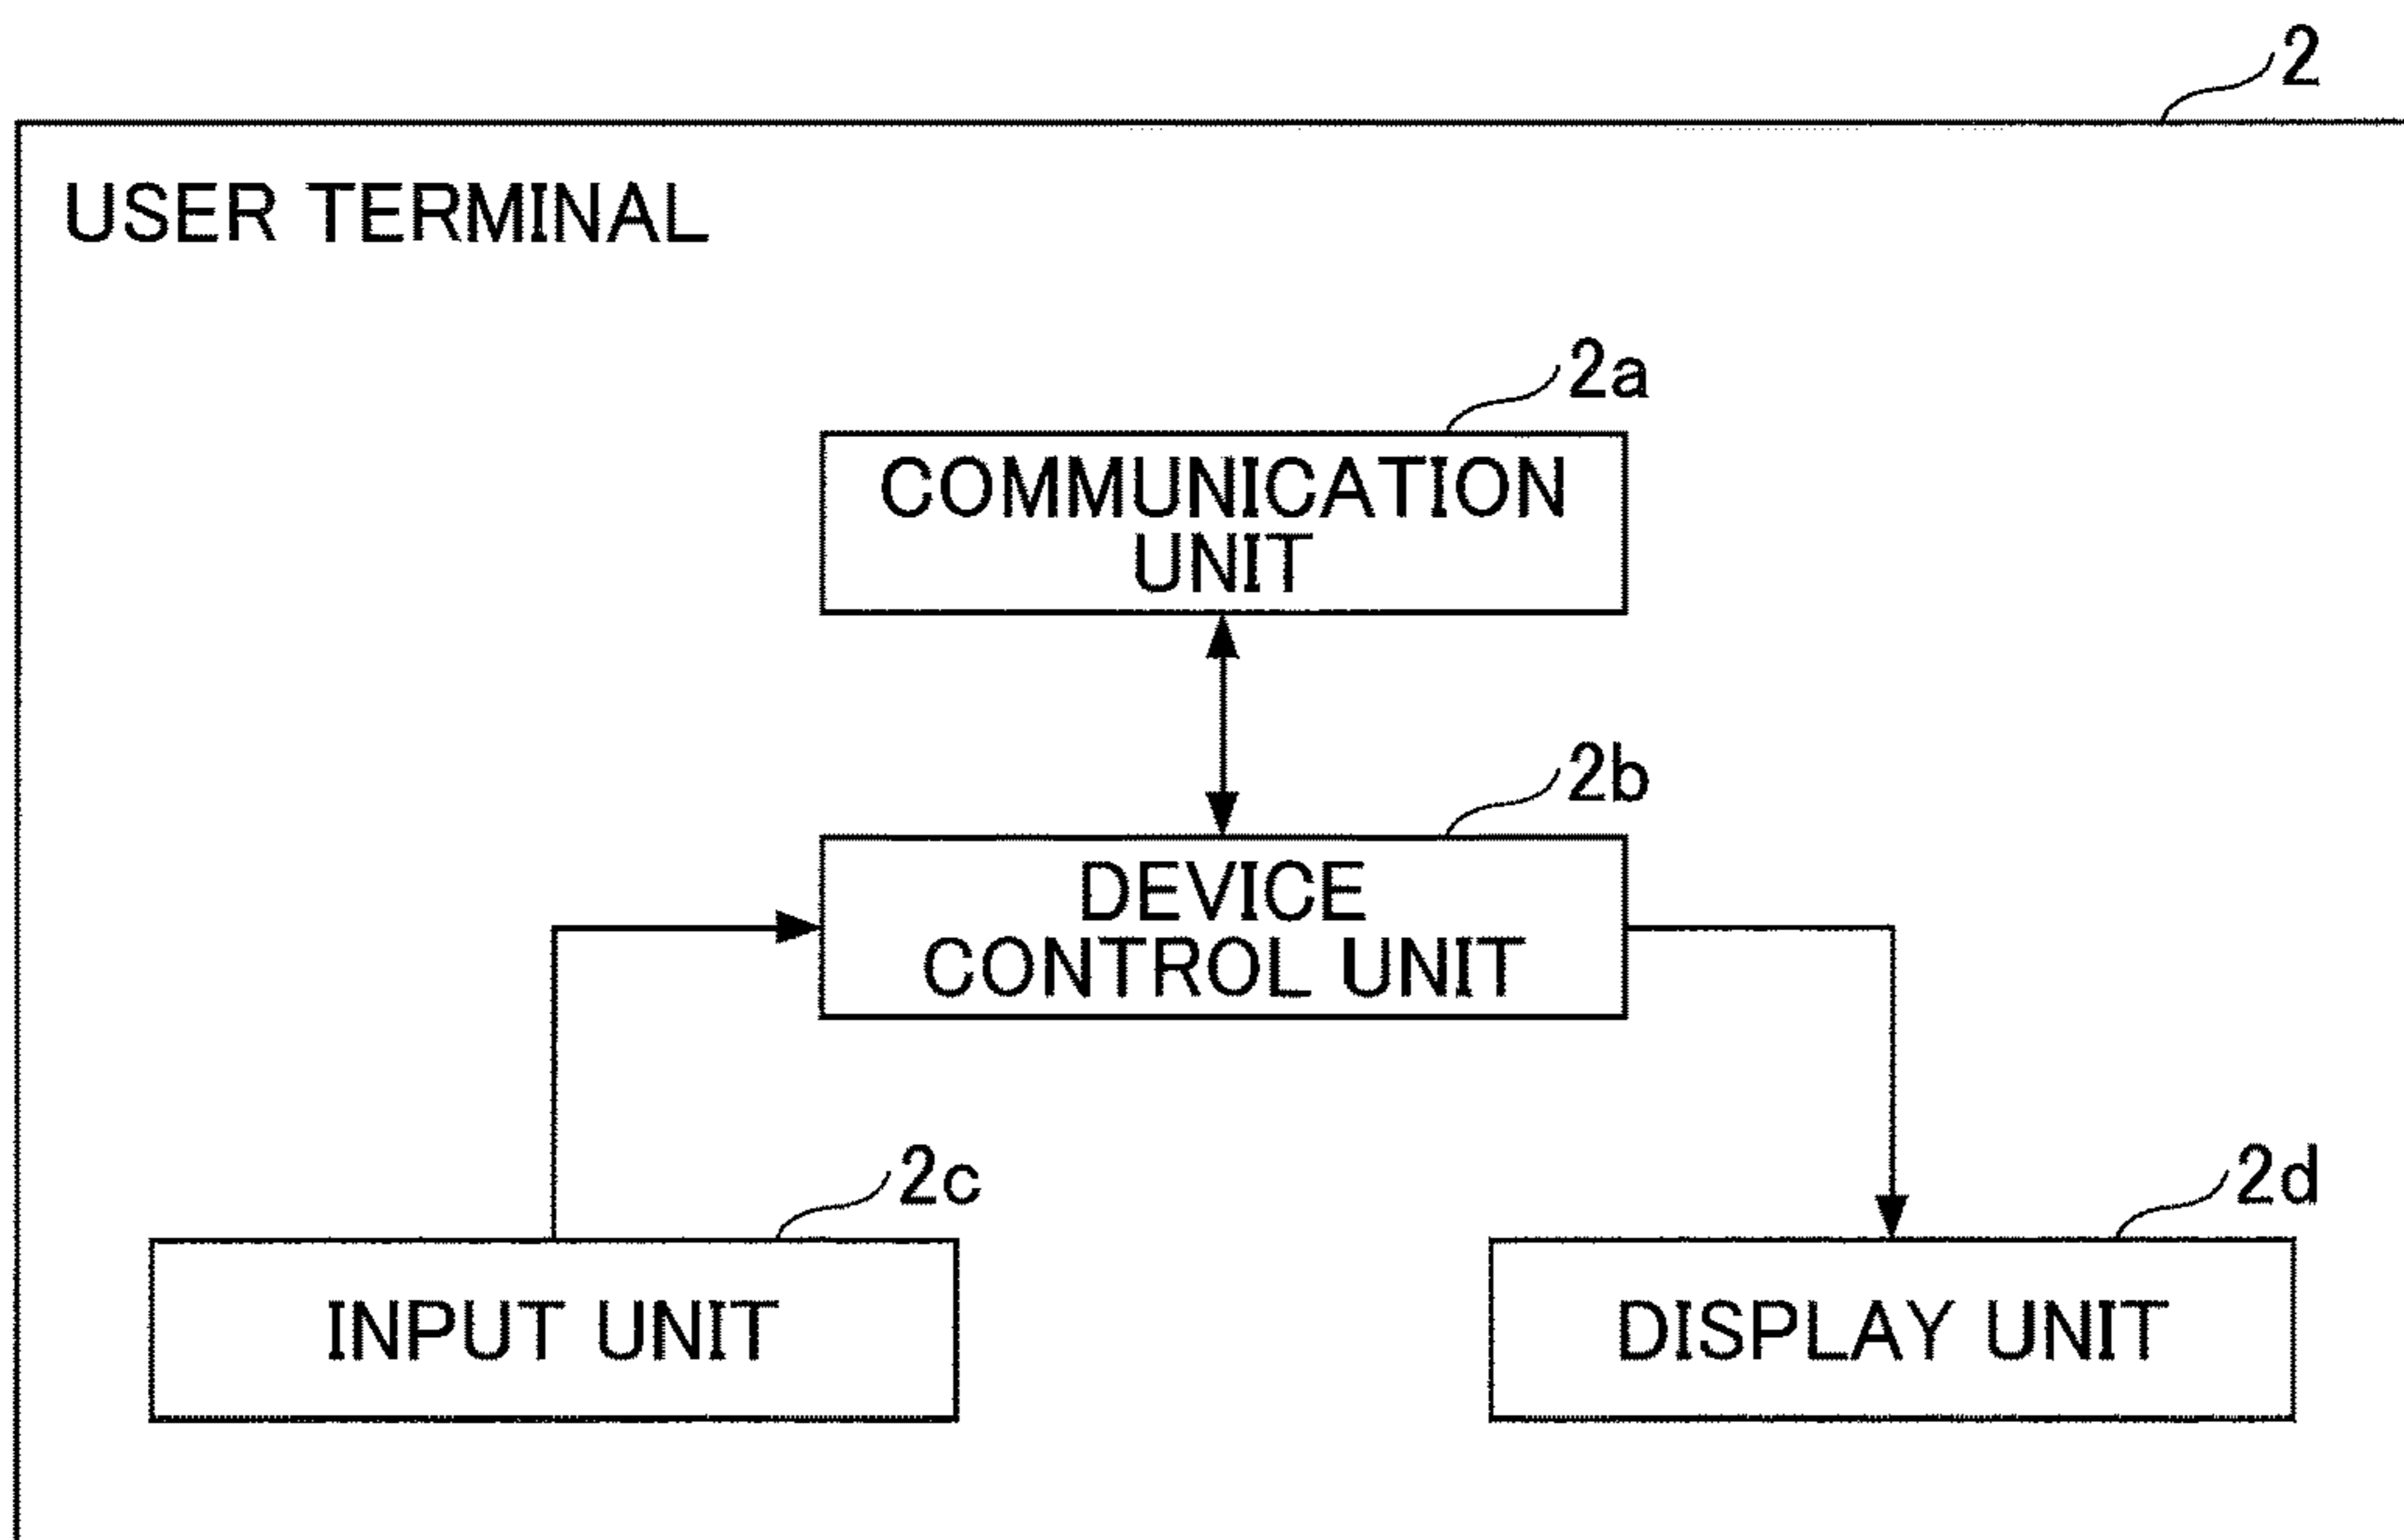 2
USER TERMINAL
2a
COMMUNICATION
UNIT
2b
DEVICE
CONTROL UNIT
2c
INPUT UNIT
2d
DISPLAY UNIT